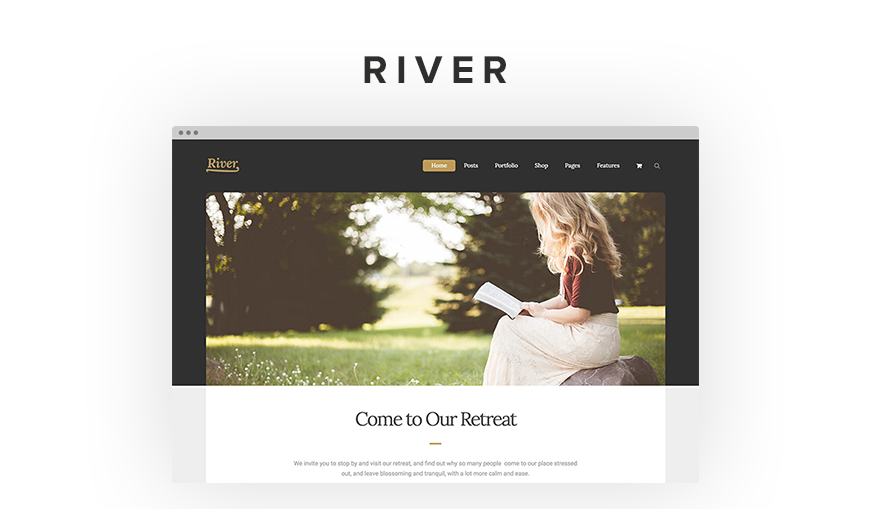 RIVER
River
Home Posts Portfolio Shop Pages Features
Come to Our Retreat
We invite you to stop by and visit our retreat, and find out why so many people come to our place stressed
out, and leave blossoming and tranquil, with a lot more calm and ease.